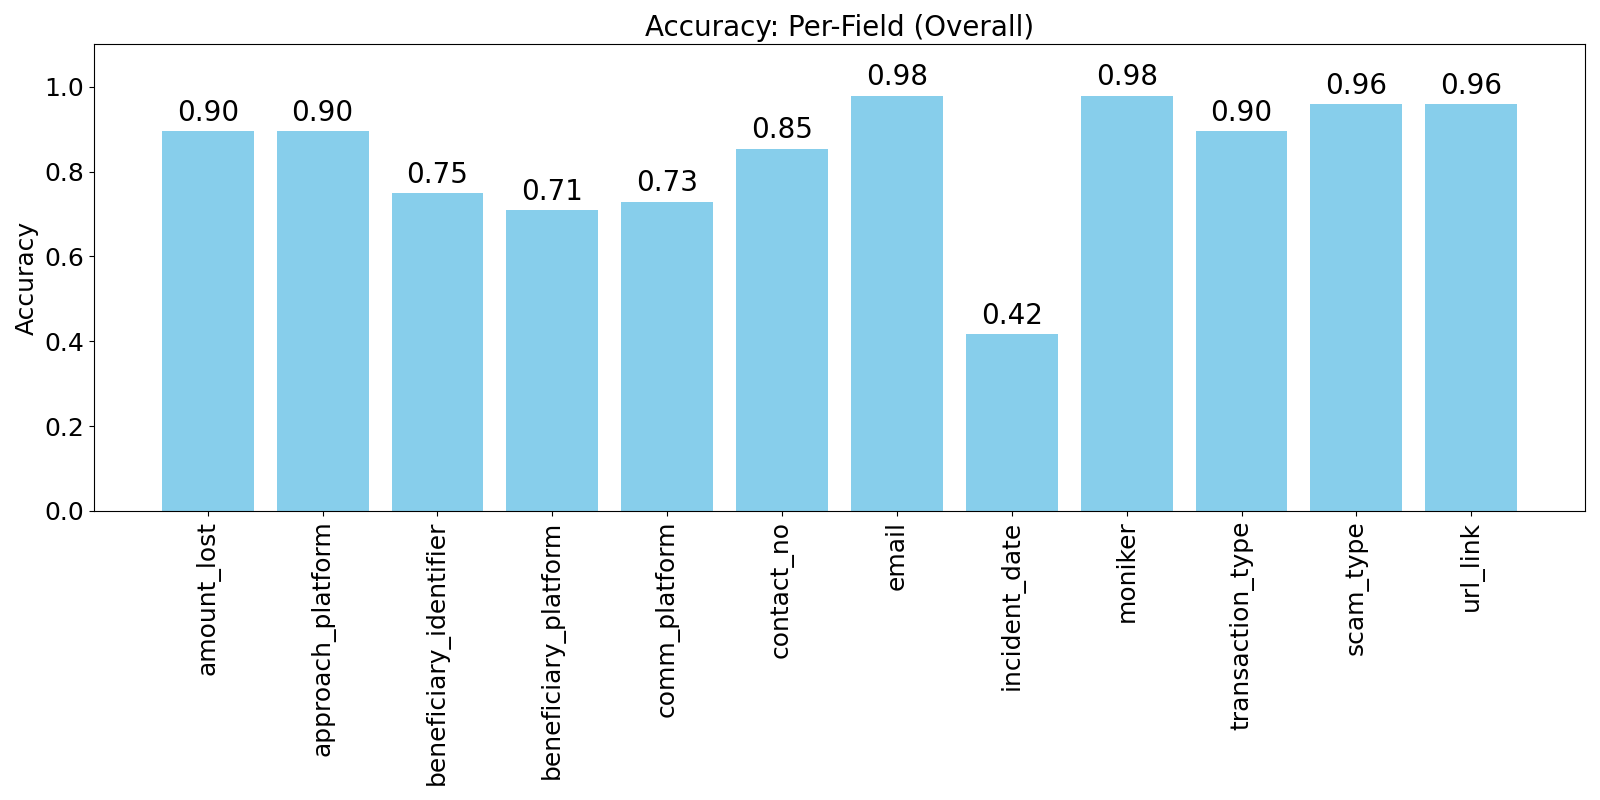 Accuracy: Per-Field (Overall)
Accuracy
1.0
0.8
0.6
0.4
0.2
0.0
0.90
0.90
0.75
0.71
0.73
0.85
0.98
0.42
0.98
0.90
0.96
0.96
amount_lost
approach_platform
beneficiary_identifier
beneficiary_platform
comm_platform
contact_no
email
incident_date
moniker
transaction_type
scam_type
url_link